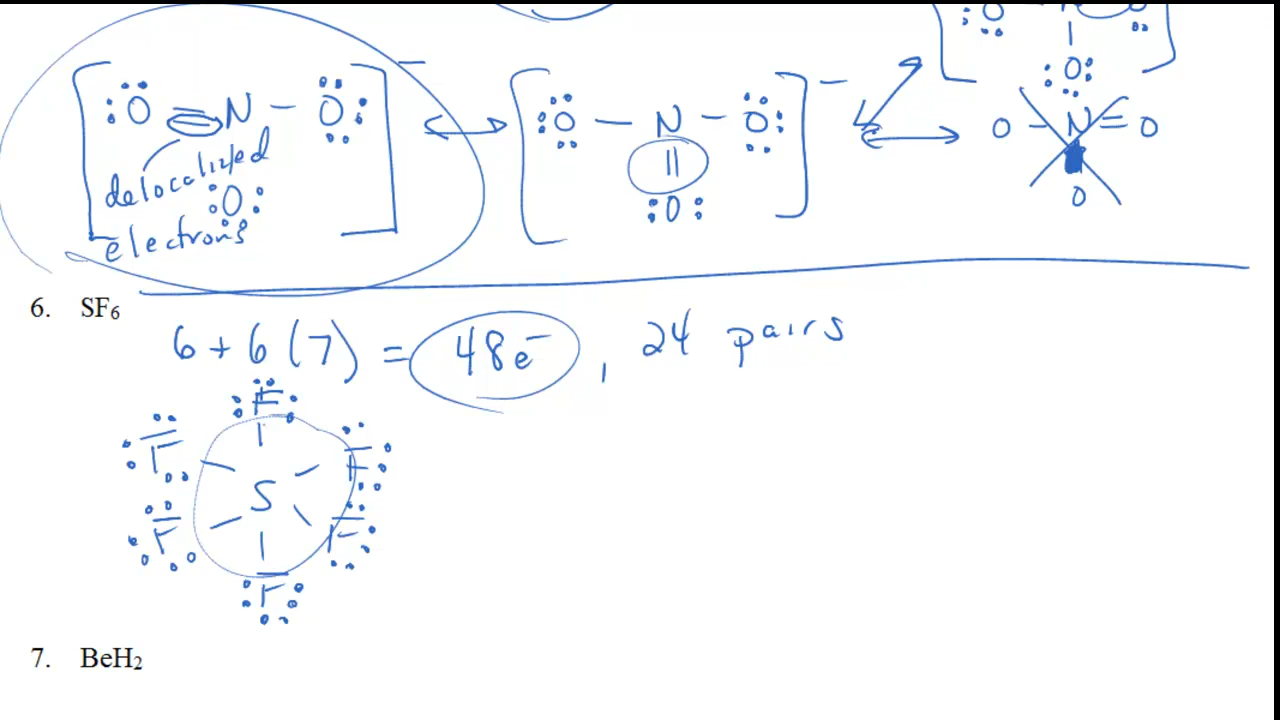 O N
O
[ O = N - O ]⁻ ↔ [ O - N - O ]⁻ ↔ O - N = O
delocalized
O
electrons
|| O
O
6. SF₆
6 + 6 (7) = 48e⁻ , 24 pairs
F
F F
S
F F
F
7. BeH₂